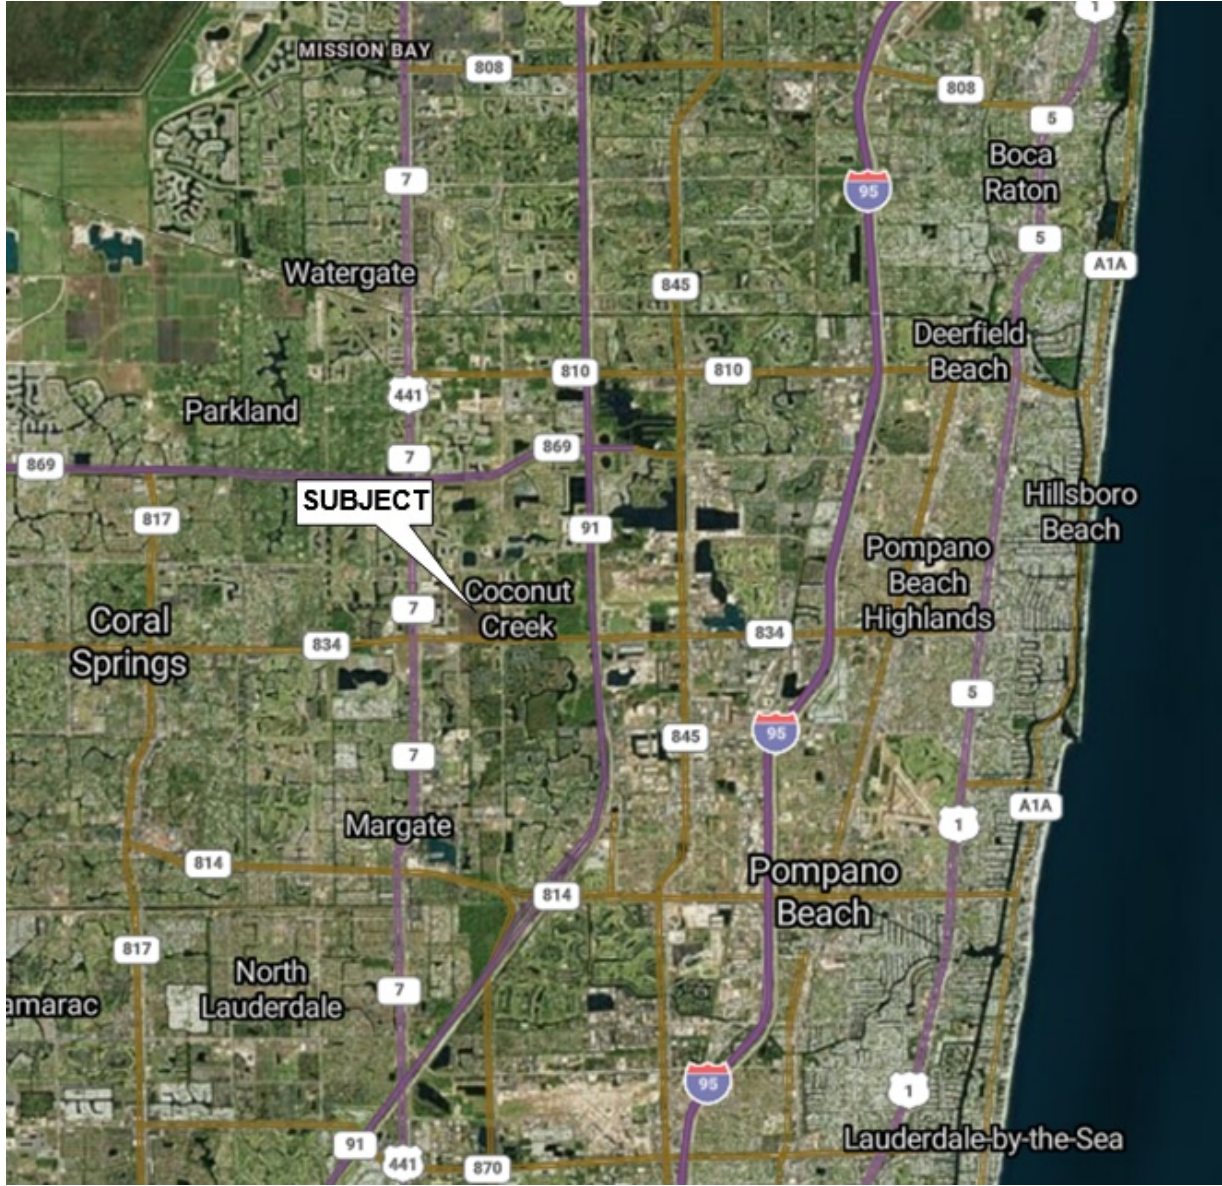 1
MISSION BAY
808
808
5
Boca
Raton
7
95
5
A1A
Watergate
845
Deerfield
Beach
810
810
441
Parkland
869
7
869
SUBJECT
817
91
Hillsboro
Beach
Pompano
Beach
Highlands
Coconut
Creek
7
Coral
Springs
834
834
5
95
845
7
A1A
Margate
1
814
814
Pompano
Beach
817
North
Lauderdale
7
amarac
95
1
Lauderdale-by-the-Sea
91
441
870